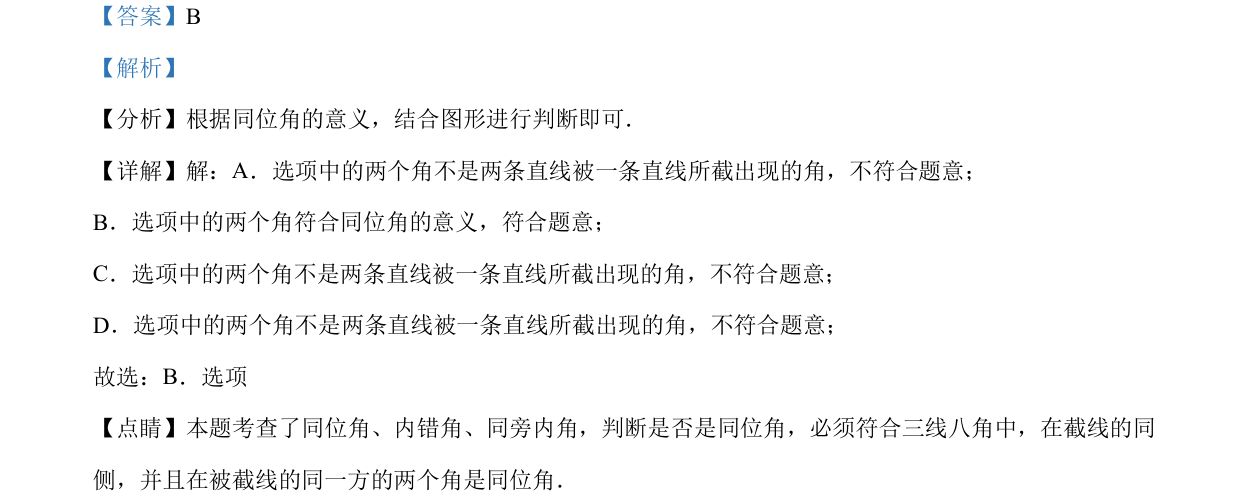 【答案】B
【解析】
【分析】根据同位角的意义，结合图形进行判断即可．
【详解】解：A．选项中的两个角不是两条直线被一条直线所截出现的角，不符合题意；
B．选项中的两个角符合同位角的意义，符合题意；
C．选项中的两个角不是两条直线被一条直线所截出现的角，不符合题意；
D．选项中的两个角不是两条直线被一条直线所截出现的角，不符合题意；
故选：B．选项
【点睛】本题考查了同位角、内错角、同旁内角，判断是否是同位角，必须符合三线八角中，在截线的同
侧，并且在被截线的同一方的两个角是同位角．